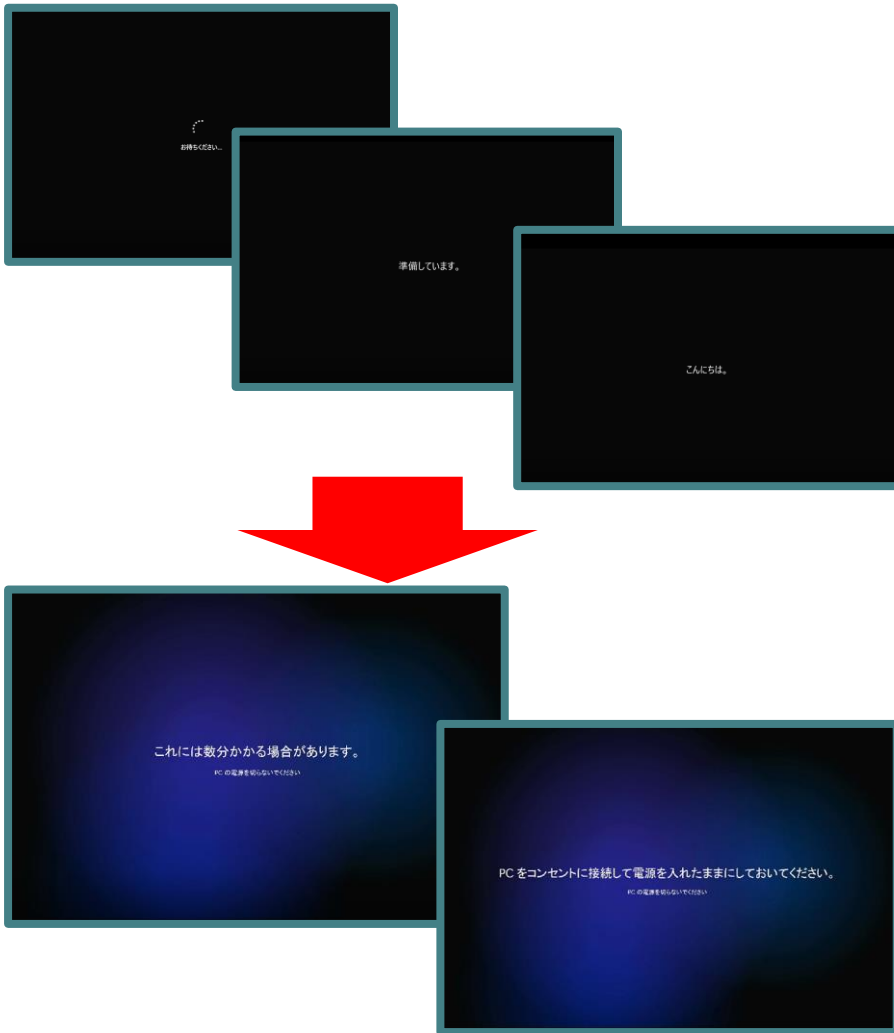 お待ちください...
準備しています。
こんにちは。
これには数分かかる場合があります。
PC の電源を切らないでください
PC をコンセントに接続して電源を入れたままにしておいてください。
PC の電源を切らないでください